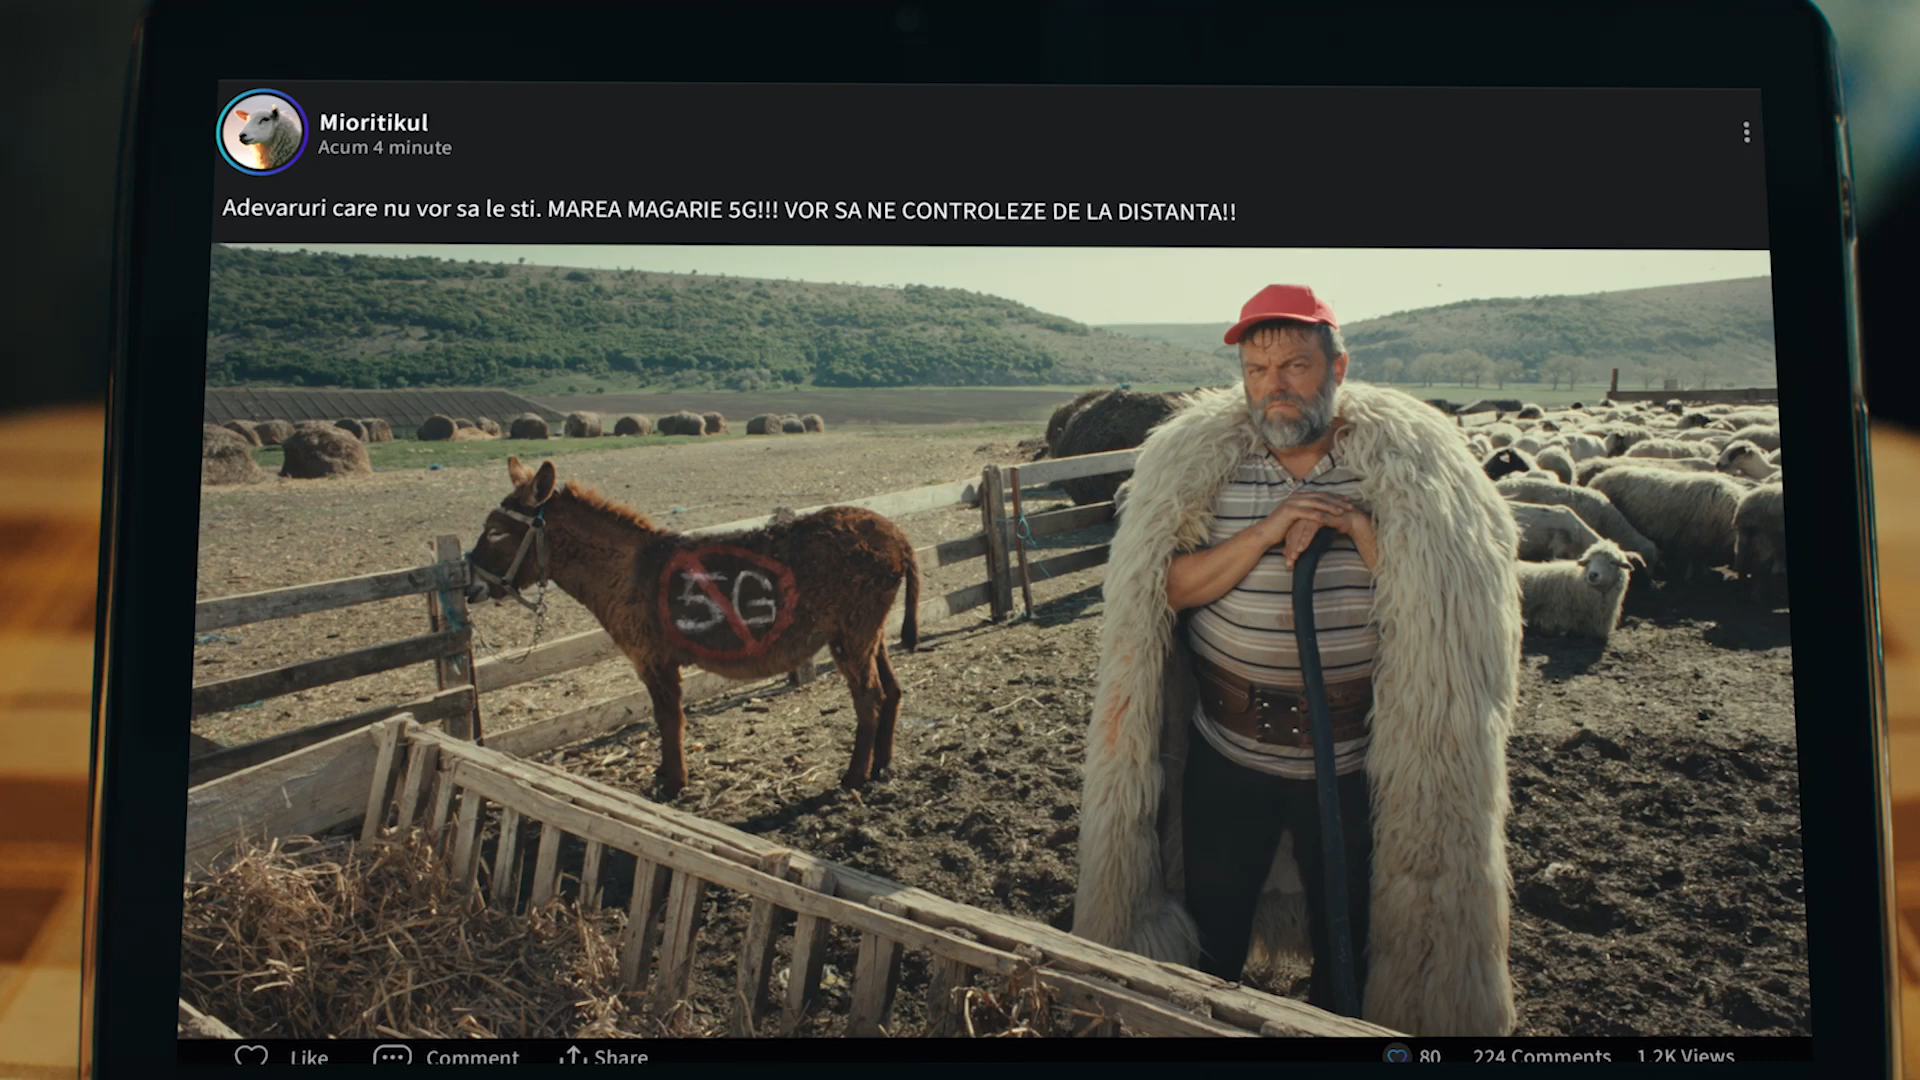 Mioritikul
Acum 4 minute
Adevaruri care nu vor sa le sti. MAREA MAGARIE 5G!!! VOR SA NE CONTROLEZE DE LA DISTANTA!!
5G
Like Comment Share 80 224 Comments 1.2K Views